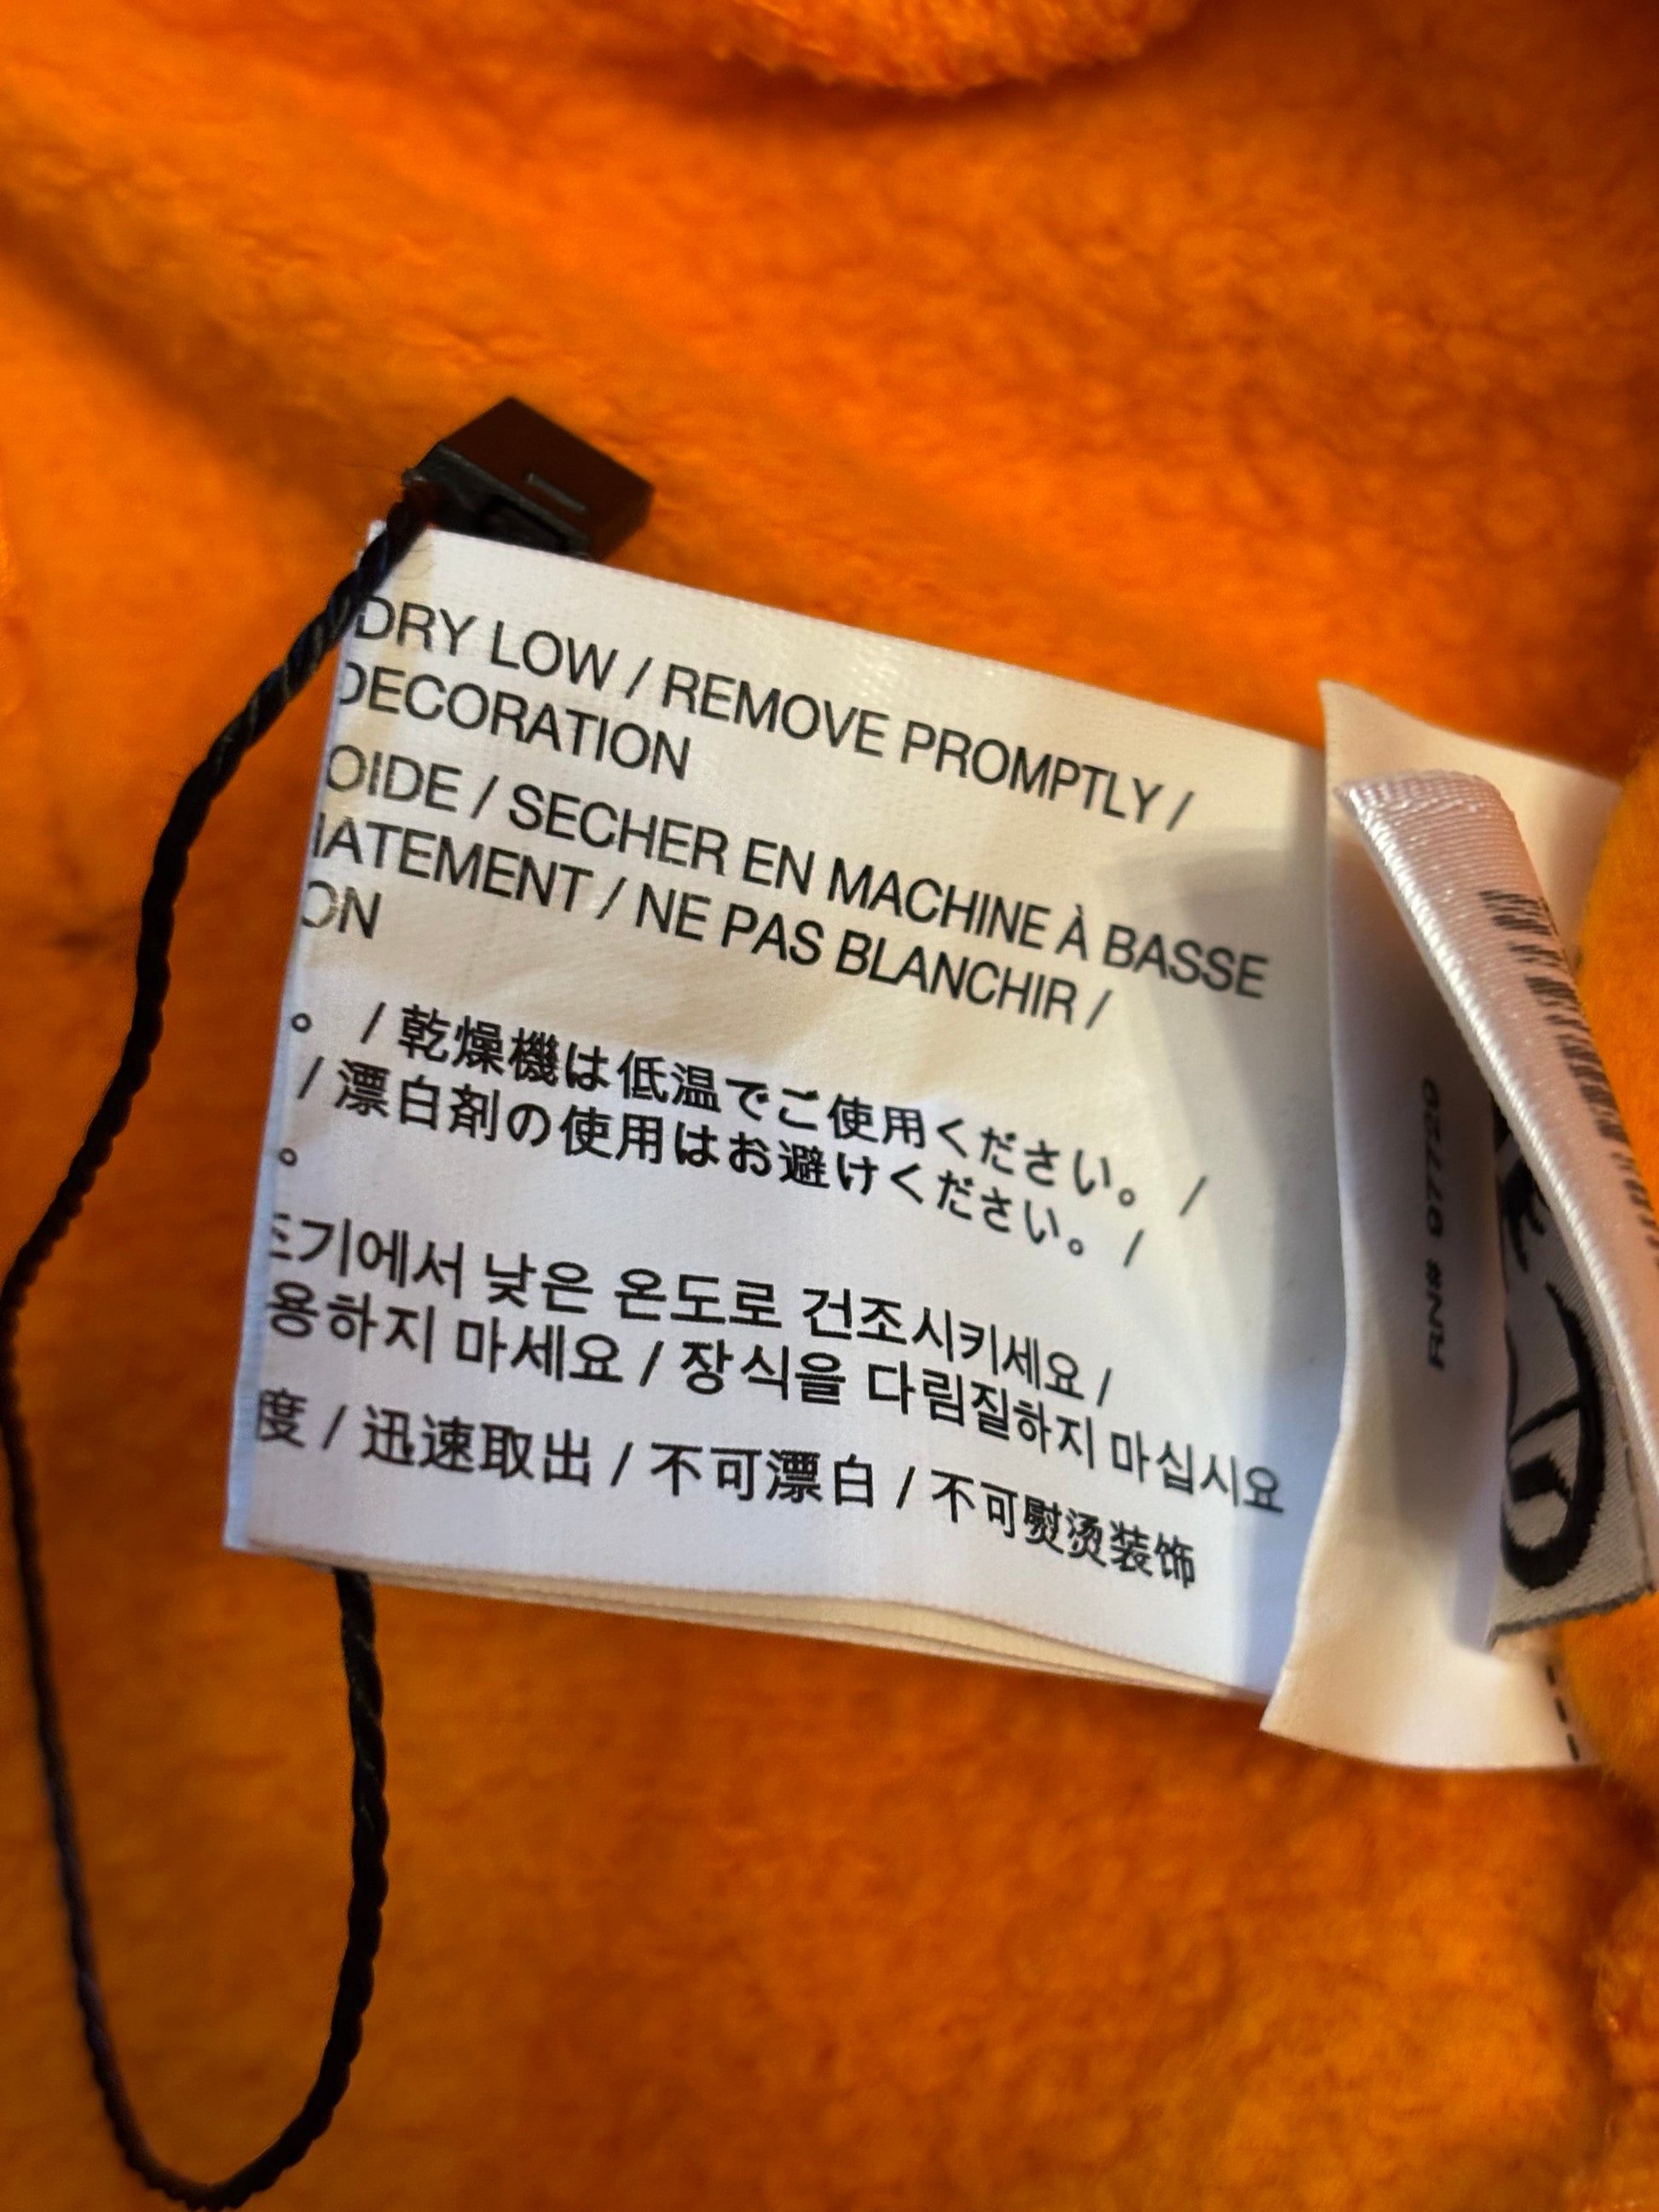 DRY LOW / REMOVE PROMPTLY /
DECORATION
OIDE / SECHER EN MACHINE À BASSE
IATEMENT / NE PAS BLANCHIR /
ON
。 / 乾燥機は低温でご使用ください。 /
/ 漂白剤の使用はお避けください。 /
。
기에서 낮은 온도로 건조시키세요 /
용하지 마세요 / 장식을 다림질하지 마십시요
度 / 迅速取出 / 不可漂白 / 不可熨烫装饰
RN#